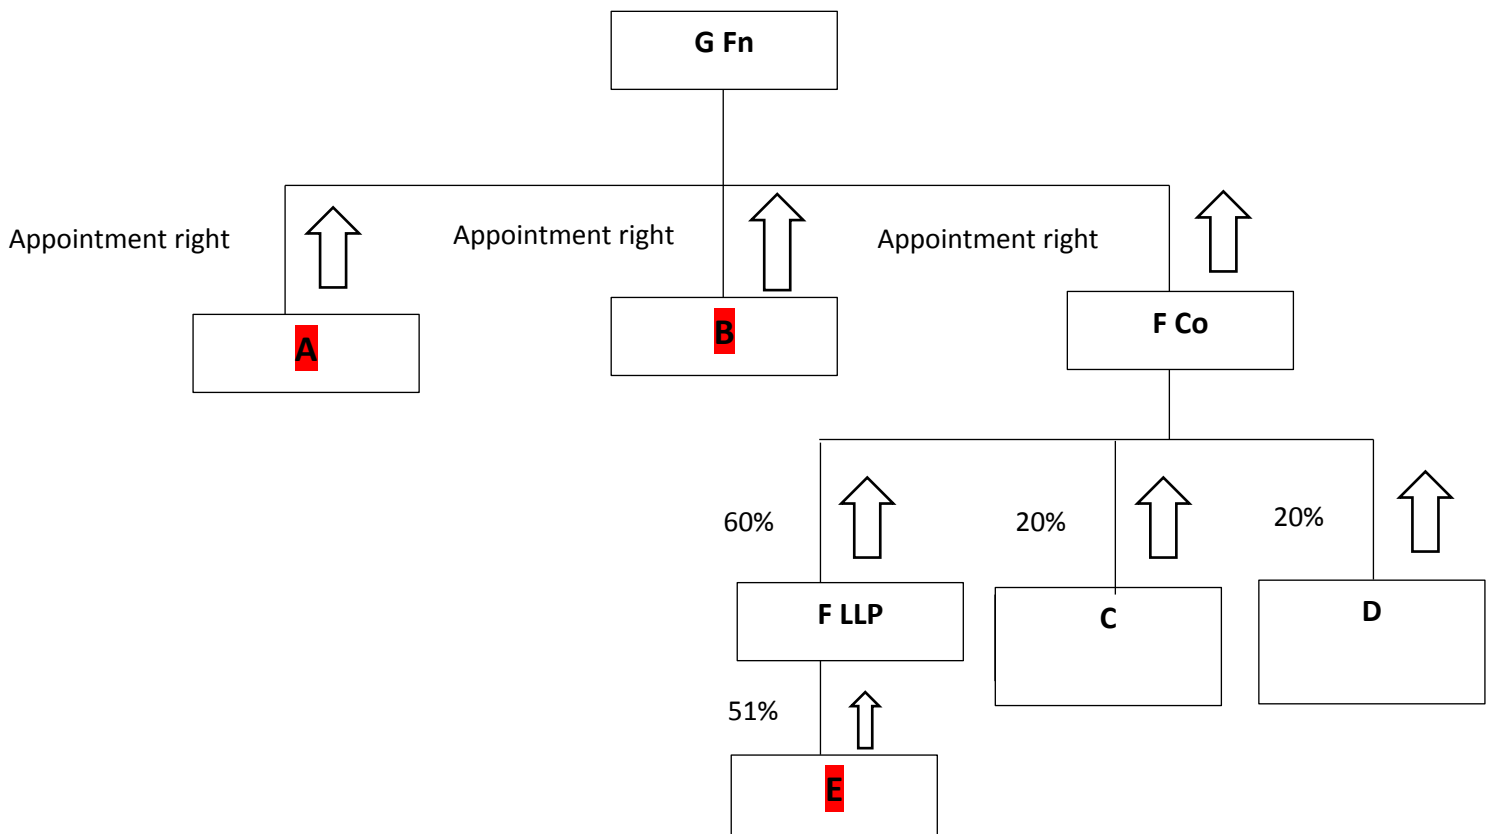 G Fn
Appointment right
Appointment right
Appointment right
A
B
F Co
60%
20%
20%
F LLP
C
D
51%
E